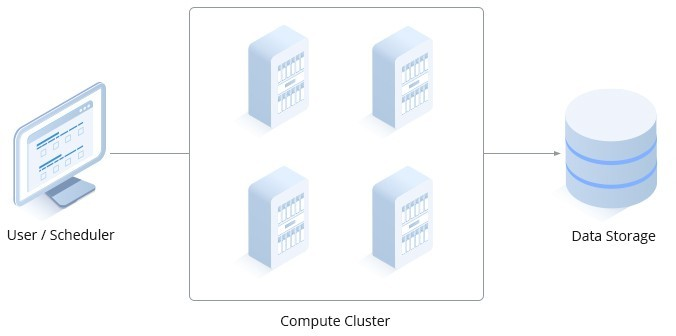 User / Scheduler
Data Storage
Compute Cluster